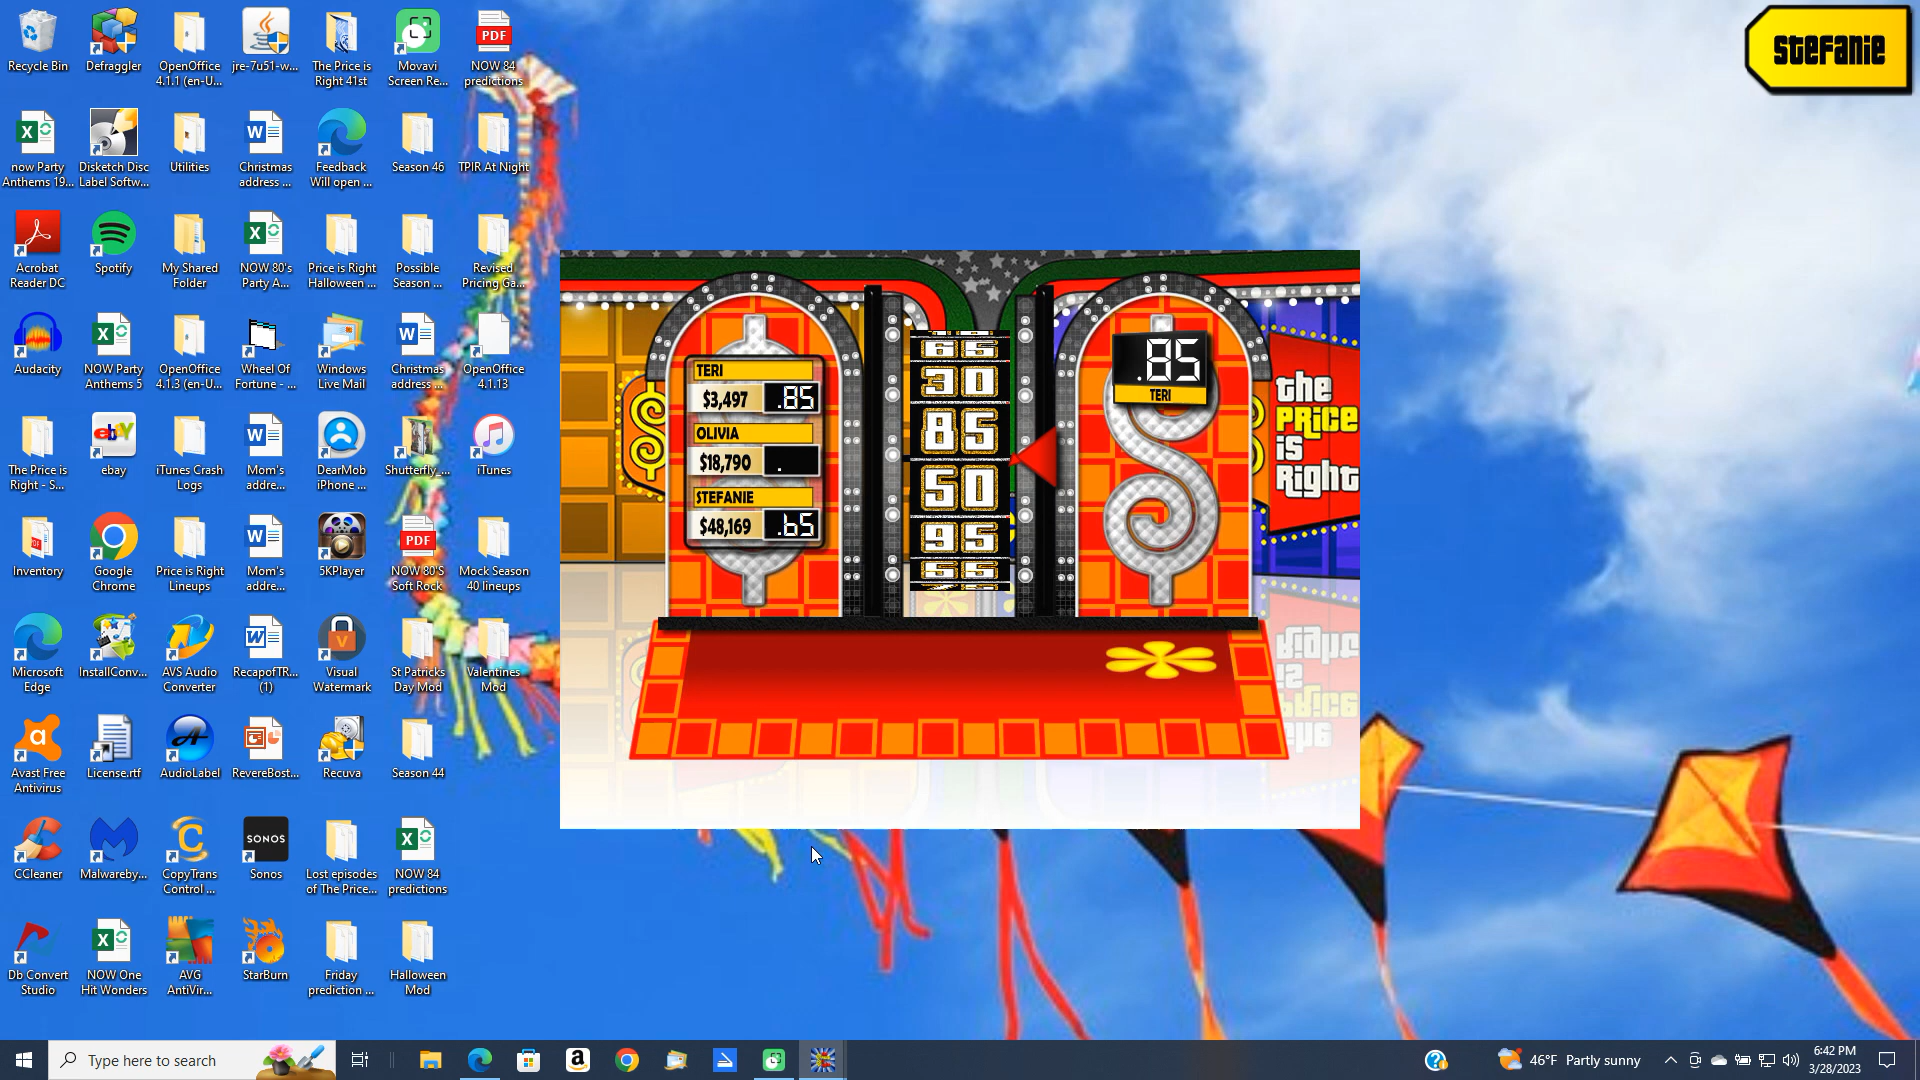 Recycle Bin
Defraggler
OpenOffice
4.1.1 (en-U...
jre-7u51-w...
The Price is
Right 41st
Movavi
Screen Re...
NOW 84
predictions
PDF
stefanie
now Party
Anthems 19...
Disketch Disc
Label Softw...
Utilities
Christmas
address ...
Feedback
Will open ...
Season 46
TPIR At Night
Acrobat
Reader DC
Spotify
My Shared
Folder
NOW 80's
Party A...
Price is Right
Halloween ...
Possible
Season ...
Revised
Pricing Ga...
Audacity
NOW Party
Anthems 5
OpenOffice
4.1.3 (en-U...
Wheel Of
Fortune - ...
Windows
Live Mail
Christmas
address ...
OpenOffice
4.1.13
ebY
The Price is
Right - S...
ebay
iTunes Crash
Logs
Mom's
addre...
DearMob
iPhone ...
Shutterfly_...
iTunes
PDF
Inventory
Google
Chrome
Price is Right
Lineups
Mom's
addre...
5KPlayer
NOW 80'S
Soft Rock
Mock Season
40 lineups
Microsoft
Edge
InstallConv...
AVS Audio
Converter
RecapofTR...
(1)
Visual
Watermark
St Patricks
Day Mod
Valentines
Mod
Avast Free
Antivirus
License.rtf
AudioLabel
RevereBost...
Recuva
Season 44
SONOS
CCleaner
Malwareby...
CopyTrans
Control ...
Sonos
Lost episodes
of The Price...
NOW 84
predictions
Db Convert
Studio
NOW One
Hit Wonders
AVG
AntiVir...
StarBurn
Friday
prediction ...
Halloween
Mod
TERI
$3,497 .85
OLIVIA
$18,790 .
STEFANIE
$48,169 .65
65
30
85
50
95
55
.85
TERI
the
PRICE
is
Right
Type here to search
46°F Partly sunny
6:42 PM
3/28/2023